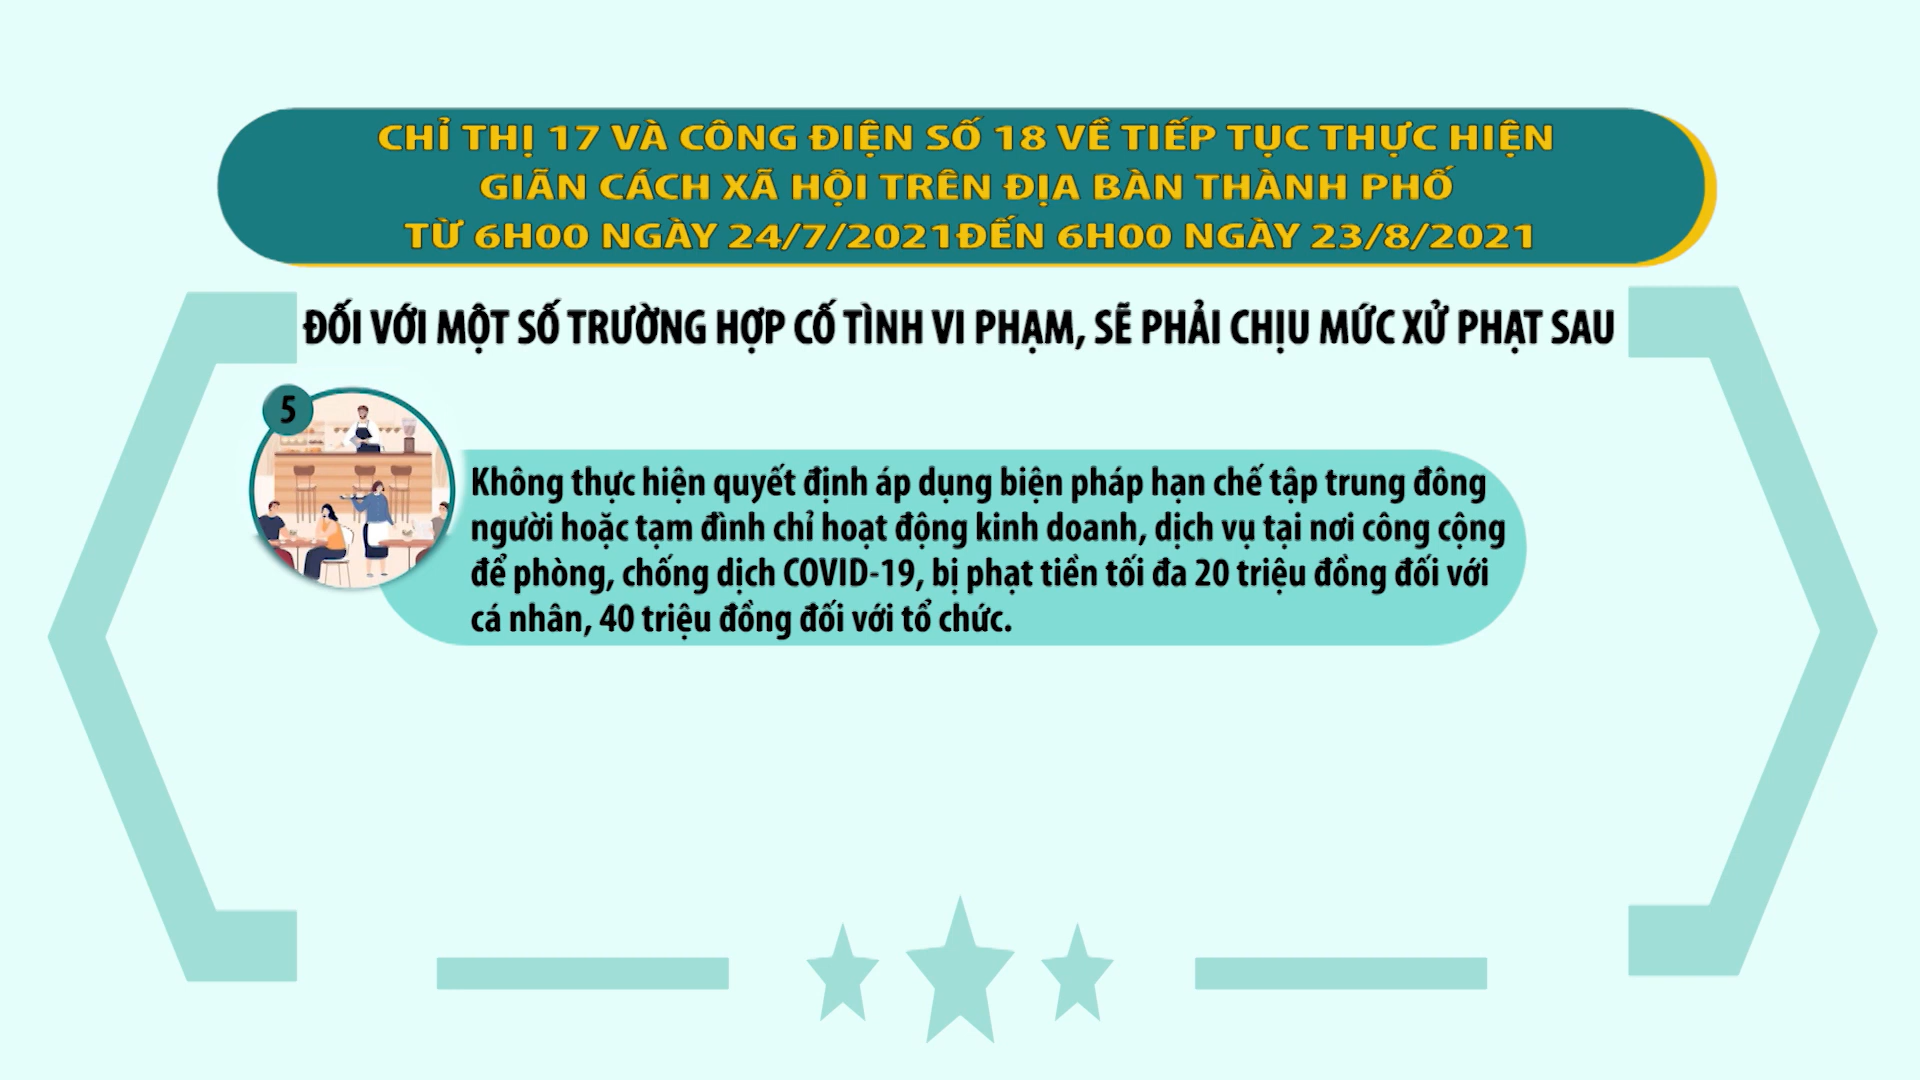 CHỈ THỊ 17 VÀ CÔNG ĐIỆN SỐ 18 VỀ TIẾP TỤC THỰC HIỆN
GIÃN CÁCH XÃ HỘI TRÊN ĐỊA BÀN THÀNH PHỐ
TỪ 6H00 NGÀY 24/7/2021ĐẾN 6H00 NGÀY 23/8/2021
ĐỐI VỚI MỘT SỐ TRƯỜNG HỢP CỐ TÌNH VI PHẠM, SẼ PHẢI CHỊU MỨC XỬ PHẠT SAU
5
Không thực hiện quyết định áp dụng biện pháp hạn chế tập trung đông
người hoặc tạm đình chỉ hoạt động kinh doanh, dịch vụ tại nơi công cộng
để phòng, chống dịch COVID-19, bị phạt tiền tối đa 20 triệu đồng đối với
cá nhân, 40 triệu đồng đối với tổ chức.